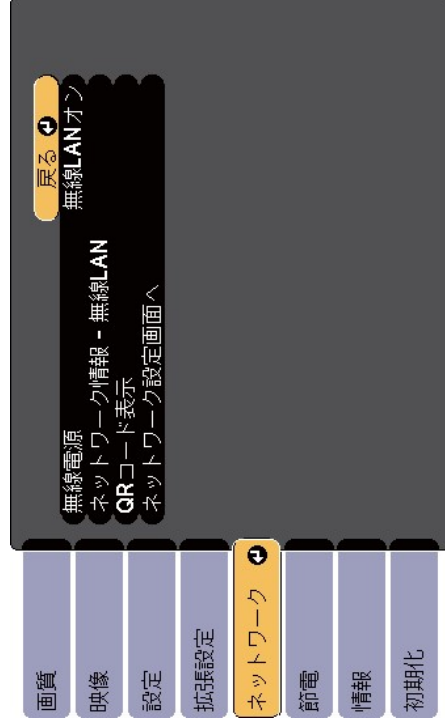 画質
映像
設定
拡張設定
ネットワーク
節電
情報
初期化
戻る
無線電源 無線LANオン
ネットワーク情報 - 無線LAN
QRコード表示
ネットワーク設定画面へ